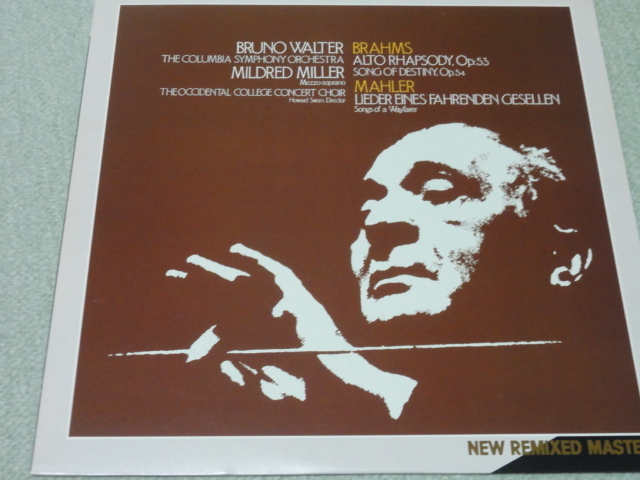 BRUNO WALTER
THE COLUMBIA SYMPHONY ORCHESTRA
MILDRED MILLER
Mezzo-soprano
THE OCCIDENTAL COLLEGE CONCERT CHOIR
Howard Swan, Director
BRAHMS
ALTO RHAPSODY, Op.53
SONG OF DESTINY, Op.54
MAHLER
LIEDER EINES FAHRENDEN GESELLEN
Songs of a Wayfarer
NEW REMIXED MASTE